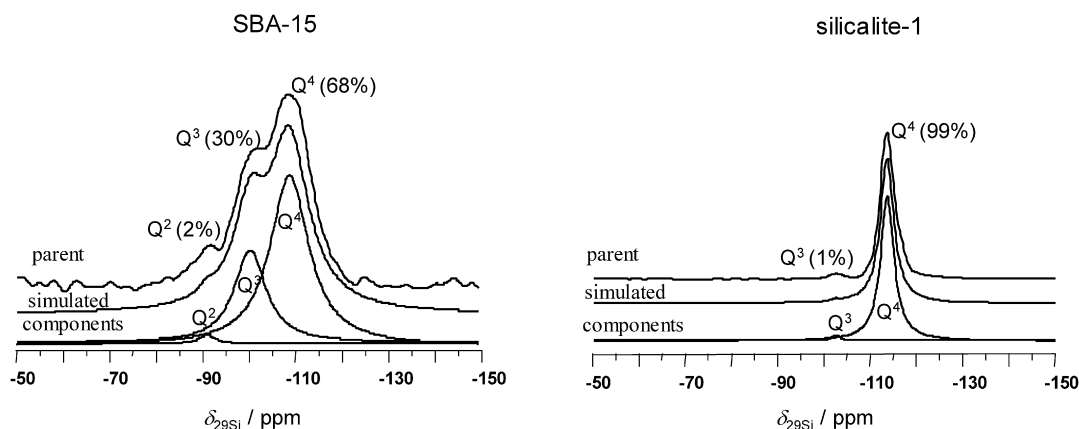 SBA-15
Q⁴ (68%)
Q³ (30%)
Q² (2%)
parent
simulated
components
Q²
Q³
Q⁴
-50 -70 -90 -110 -130 -150
δ₂₉Si / ppm
silicalite-1
Q⁴ (99%)
Q³ (1%)
parent
simulated
components
Q³
Q⁴
-50 -70 -90 -110 -130 -150
δ₂₉Si / ppm